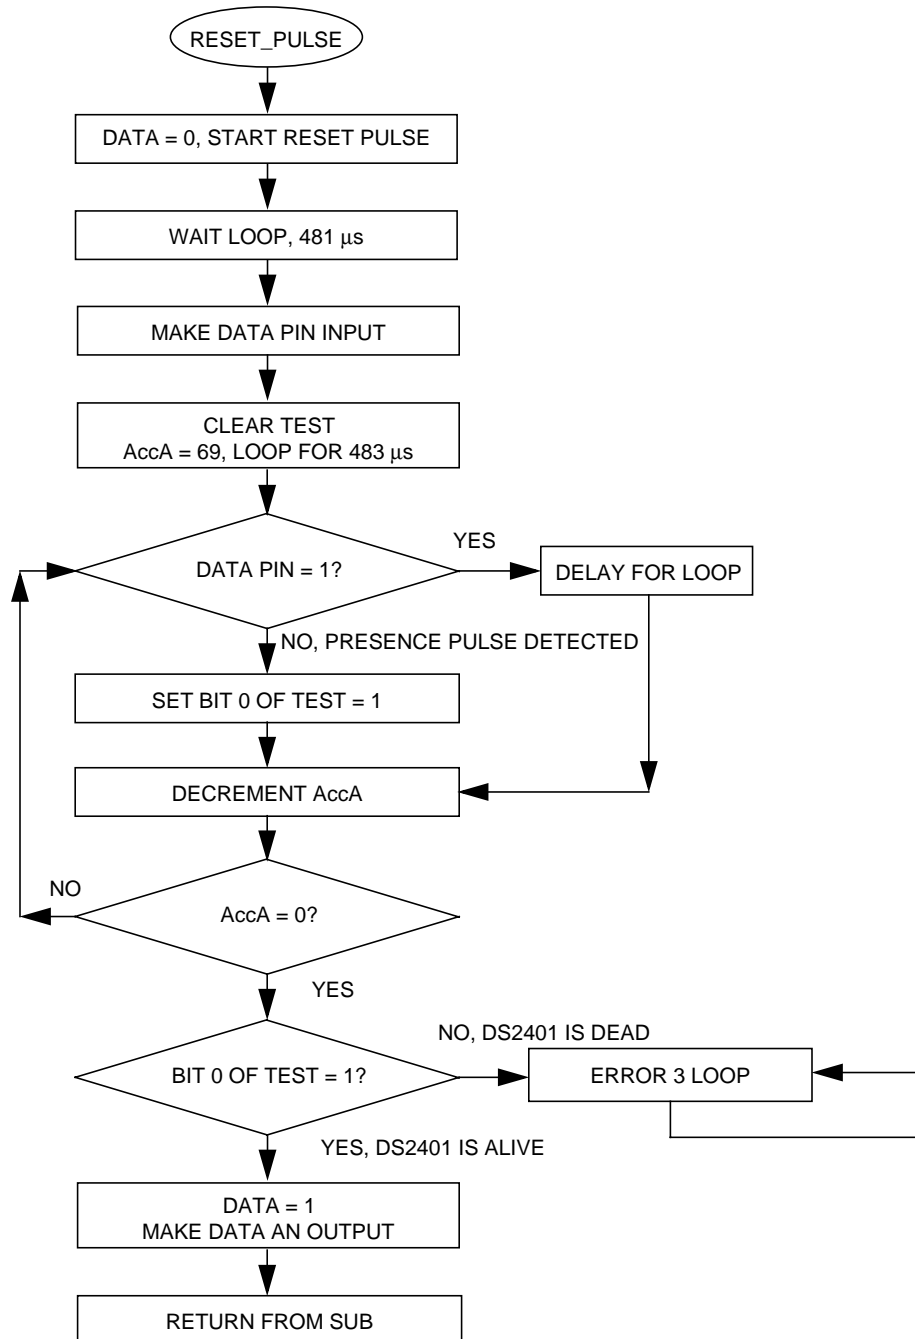 RESET_PULSE
DATA = 0, START RESET PULSE
WAIT LOOP, 481 µs
MAKE DATA PIN INPUT
CLEAR TEST
AccA = 69, LOOP FOR 483 µs
DATA PIN = 1?
YES
DELAY FOR LOOP
NO, PRESENCE PULSE DETECTED
SET BIT 0 OF TEST = 1
DECREMENT AccA
NO
AccA = 0?
YES
BIT 0 OF TEST = 1?
NO, DS2401 IS DEAD
ERROR 3 LOOP
YES, DS2401 IS ALIVE
DATA = 1
MAKE DATA AN OUTPUT
RETURN FROM SUB